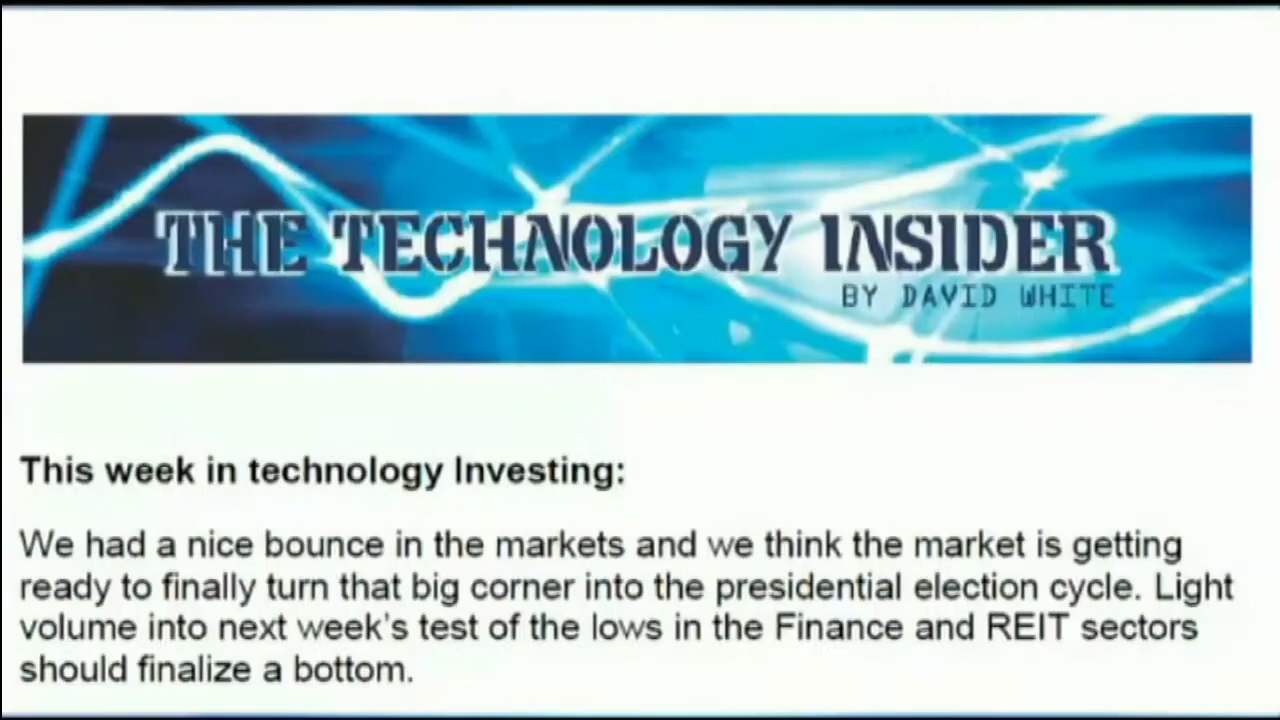 THE TECHNOLOGY INSIDER
BY DAVID WHITE
This week in technology Investing:
We had a nice bounce in the markets and we think the market is getting
ready to finally turn that big corner into the presidential election cycle. Light
volume into next week's test of the lows in the Finance and REIT sectors
should finalize a bottom.